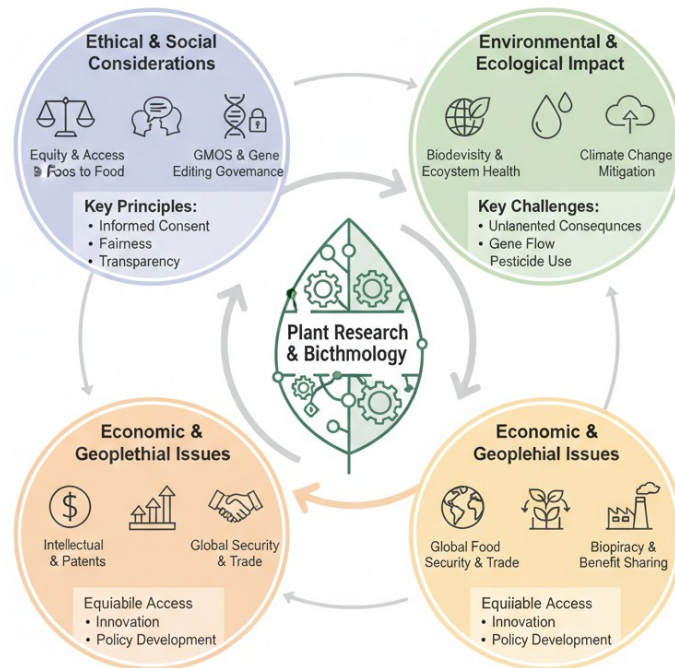 Ethical & Social
Considerations
Equity & Access
Foos to Food
GMOS & Gene
Editing Governance
Key Principles:
• Informed Consent
• Fairness
• Transparency
Environmental &
Ecological Impact
Biodevisity &
Ecoystem Health
Climate Change
Mitigation
Key Challenges:
• Unlanented Consequnces
• Gene Flow
Pesticide Use
Plant Research
& Bicthmology
Economic &
Geoplethial Issues
$
Intellectual
& Patents
Global Security
& Trade
Equiabile Access
• Innovation
• Policy Development
Economic &
Geoplehial Issues
Global Food
Security & Trade
Biopiracy &
Benefit Sharing
Equiiable Access
• Innovation
• Policy Development